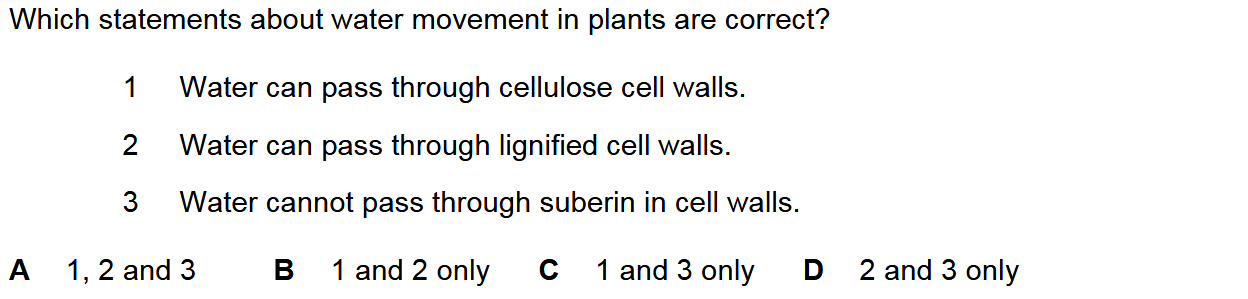 Which statements about water movement in plants are correct?
1 Water can pass through cellulose cell walls.
2 Water can pass through lignified cell walls.
3 Water cannot pass through suberin in cell walls.
A 1, 2 and 3 B 1 and 2 only C 1 and 3 only D 2 and 3 only